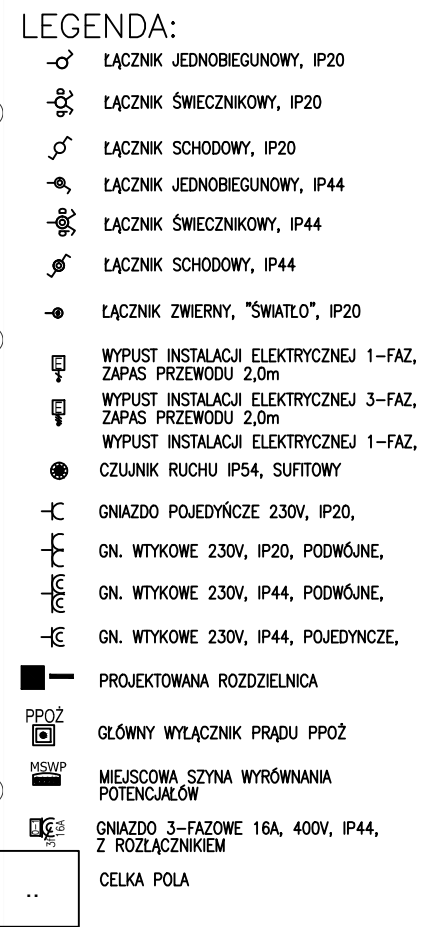 LEGENDA:
ŁĄCZNIK JEDNOBIEGUNOWY, IP20
ŁĄCZNIK ŚWIECZNIKOWY, IP20
ŁĄCZNIK SCHODOWY, IP20
ŁĄCZNIK JEDNOBIEGUNOWY, IP44
ŁĄCZNIK ŚWIECZNIKOWY, IP44
ŁĄCZNIK SCHODOWY, IP44
ŁĄCZNIK ZWIERNY, "ŚWIATŁO", IP20
E WYPUST INSTALACJI ELEKTRYCZNEJ 1-FAZ,
ZAPAS PRZEWODU 2,0m
E WYPUST INSTALACJI ELEKTRYCZNEJ 3-FAZ,
ZAPAS PRZEWODU 2,0m
WYPUST INSTALACJI ELEKTRYCZNEJ 1-FAZ,
CZUJNIK RUCHU IP54, SUFITOWY
GNIAZDO POJEDYŃCZE 230V, IP20,
GN. WTYKOWE 230V, IP20, PODWÓJNE,
GN. WTYKOWE 230V, IP44, PODWÓJNE,
GN. WTYKOWE 230V, IP44, POJEDYNCZE,
PROJEKTOWANA ROZDZIELNICA
PPOŻ
GŁÓWNY WYŁĄCZNIK PRĄDU PPOŻ
MSWP
MIEJSCOWA SZYNA WYRÓWNANIA
POTENCJAŁÓW
0-1 3f 16A
GNIAZDO 3-FAZOWE 16A, 400V, IP44,
Z ROZŁĄCZNIKIEM
CELKA POLA
..